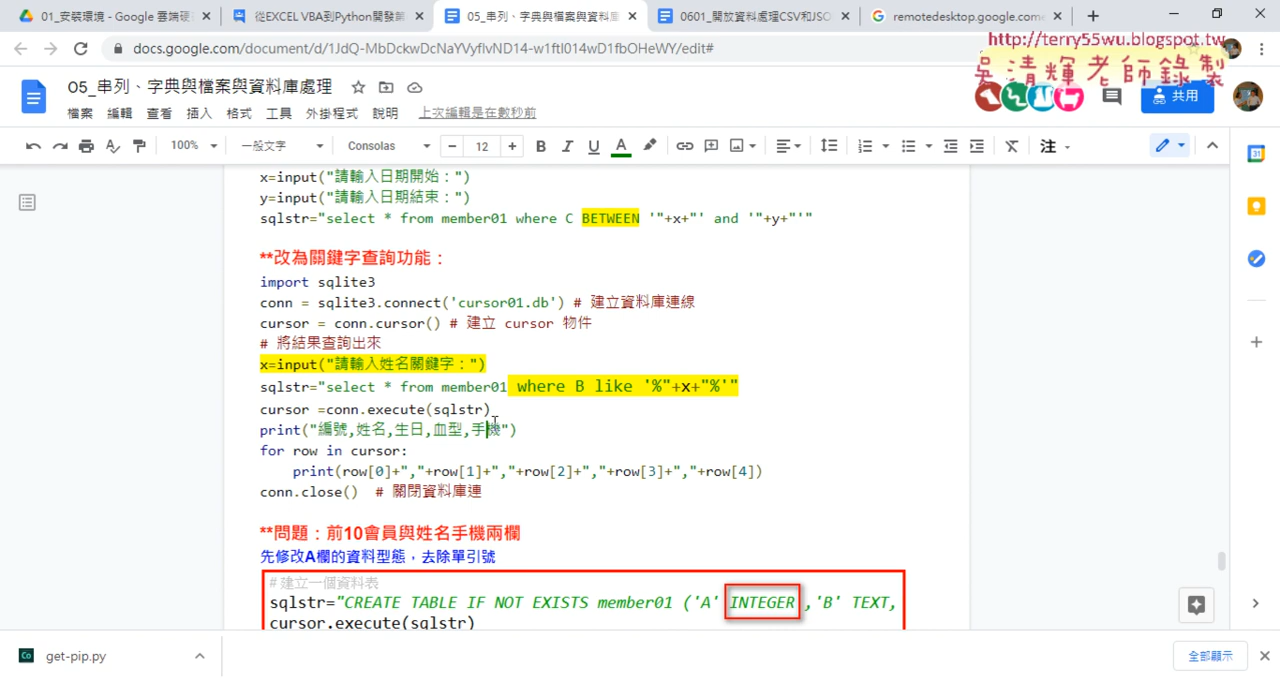 01_安裝環境 - Google 雲端硬
從EXCEL VBA到Python開發
05_串列、字典與檔案與資料庫
0601_開放資料處理CSV和JSO
remotedesktop.google.com
docs.google.com/document/d/1JdQ-MbDckwDcNaYVyfivND14-w1ftI014wD1fbOHeWY/edit#
http://terry55wu.blogspot.tw
吳清輝老師錄製
05_串列、字典與檔案與資料庫處理
共用
檔案 編輯 查看 插入 格式 工具 外掛程式 說明 上次編輯是在數秒前
100% 一般文字 Consolas 12 B I U A 注
x=input("請輸入日期開始：")
y=input("請輸入日期結束：")
sqlstr="select * from member01 where C BETWEEN '"+x+"' and '"+y+"'"
**改為關鍵字查詢功能：
import sqlite3
conn = sqlite3.connect('cursor01.db') # 建立資料庫連線
cursor = conn.cursor() # 建立 cursor 物件
# 將結果查詢出來
x=input("請輸入姓名關鍵字：")
sqlstr="select * from member01 where B like '%"+x+"%'"
cursor =conn.execute(sqlstr)
print("編號,姓名,生日,血型,手機")
for row in cursor:
print(row[0]+","+row[1]+","+row[2]+","+row[3]+","+row[4])
conn.close() # 關閉資料庫連
**問題：前10會員與姓名手機兩欄
先修改A欄的資料型態，去除單引號
# 建立一個資料表
sqlstr="CREATE TABLE IF NOT EXISTS member01 ('A' INTEGER ,'B' TEXT,
cursor.execute(sqlstr)
get-pip.py
全部顯示